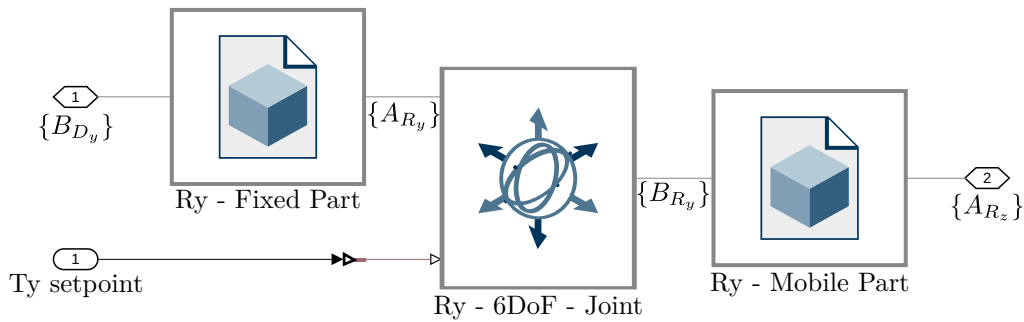 1
{B_{D_y}}
Ry - Fixed Part
{A_{R_y}}
1
Ty setpoint
Ry - 6DoF - Joint
{B_{R_y}}
Ry - Mobile Part
2
{A_{R_z}}